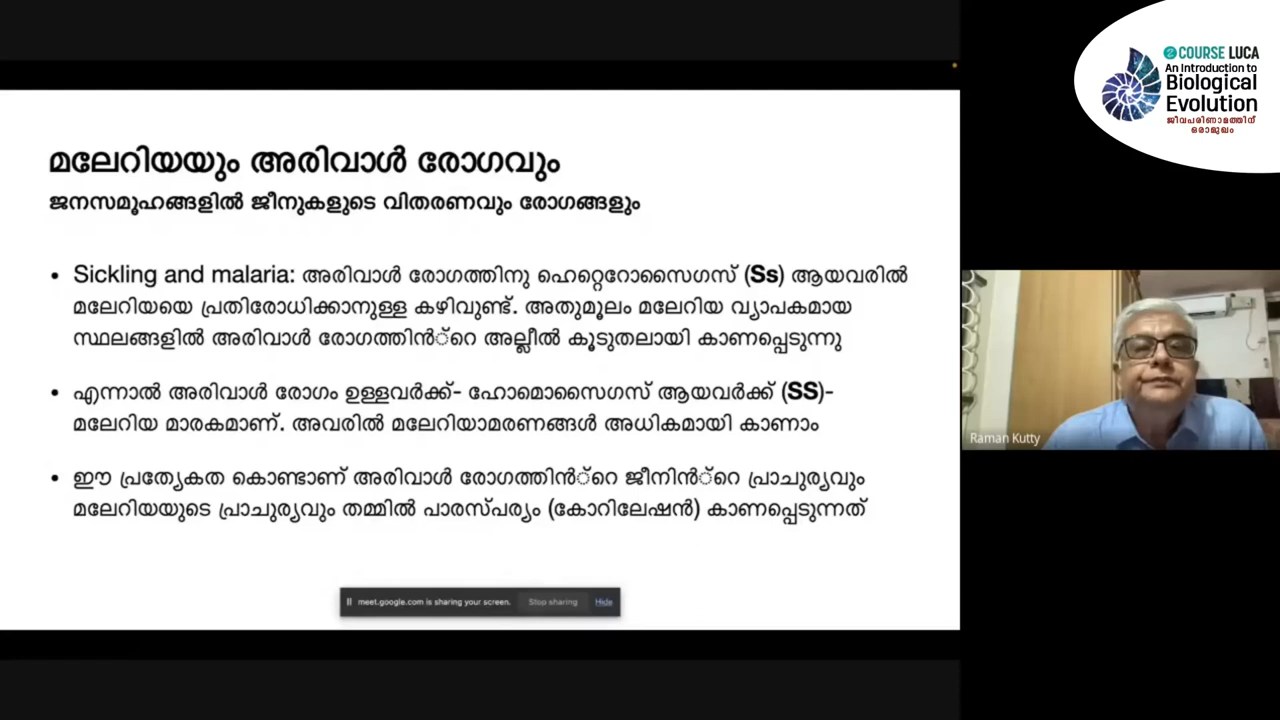 COURSE LUCA
An Introduction to
Biological
Evolution
ജീവപരിണാമത്തിന്
ഒരാമുഖം
മലേറിയയും അരിവാൾ രോഗവും
ജനസമൂഹങ്ങളിൽ ജീനുകളുടെ വിതരണവും രോഗങ്ങളും
• Sickling and malaria: അരിവാൾ രോഗത്തിനു ഹെറ്റെറോസൈഗസ് (Ss) ആയവരിൽ
മലേറിയയെ പ്രതിരോധിക്കാനുള്ള കഴിവുണ്ട്. അതുമൂലം മലേറിയ വ്യാപകമായ
സ്ഥലങ്ങളിൽ അരിവാൾ രോഗത്തിൻ്റെ അല്ലീൽ കൂടുതലായി കാണപ്പെടുന്നു
• എന്നാൽ അരിവാൾ രോഗം ഉള്ളവർക്ക്- ഹോമൊസൈഗസ് ആയവർക്ക് (SS)-
മലേറിയ മാരകമാണ്. അവരിൽ മലേറിയാമരണങ്ങൾ അധികമായി കാണാം
• ഈ പ്രത്യേകത കൊണ്ടാണ് അരിവാൾ രോഗത്തിൻ്റെ ജീനിൻ്റെ പ്രാചുര്യവും
മലേറിയയുടെ പ്രാചുര്യവും തമ്മിൽ പാരസ്പര്യം (കോറിലേഷൻ) കാണപ്പെടുന്നത്
Raman Kutty
meet.google.com is sharing your screen. Stop sharing Hide